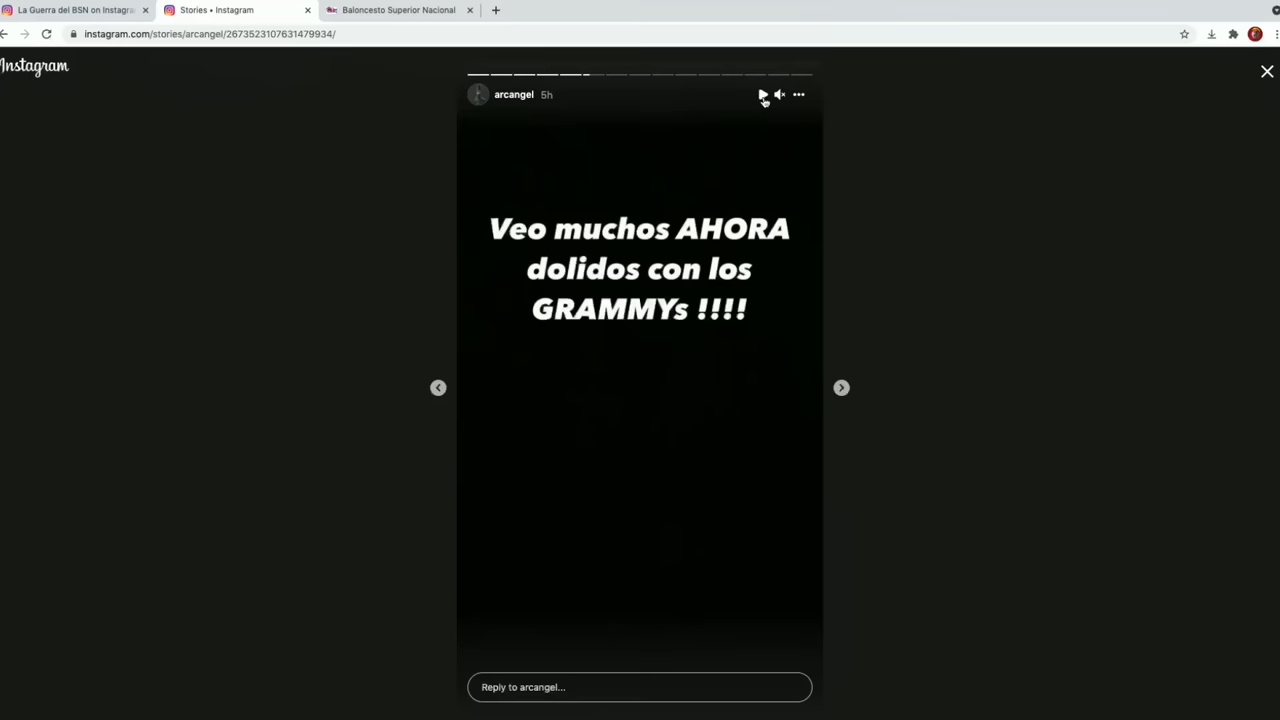 La Guerra del BSN on Instagra
Stories • Instagram
Baloncesto Superior Nacional
instagram.com/stories/arcangel/2673523107631479934/
Instagram
arcangel 5h
Veo muchos AHORA
dolidos con los
GRAMMYs !!!!
Reply to arcangel...